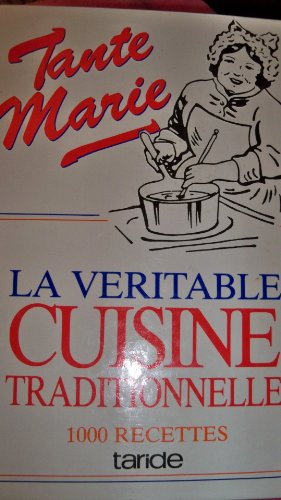 Tante
Marie
LA VERITABLE
CUISINE
TRADITIONNELLE
1000 RECETTES
taride